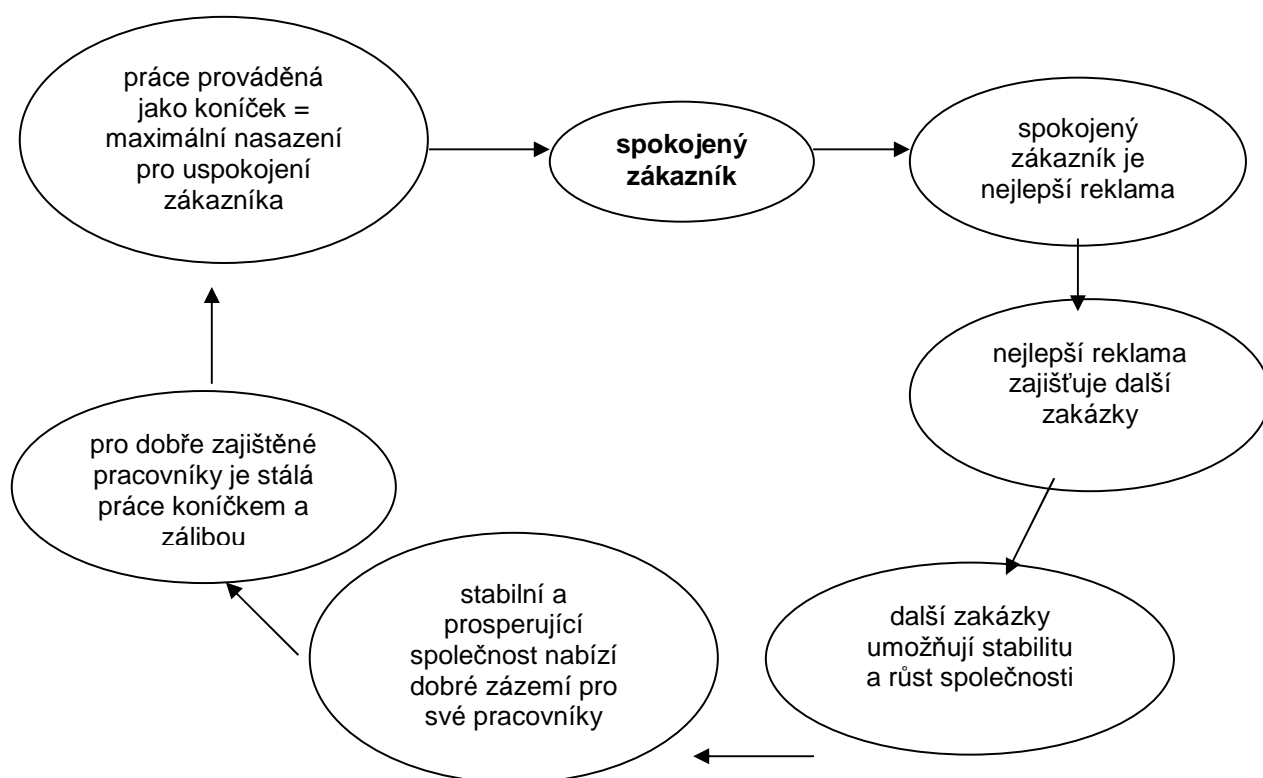 práce prováděná
jako koníček =
maximální nasazení
pro uspokojení
zákazníka
spokojený
zákazník
spokojený
zákazník je
nejlepší reklama
nejlepší reklama
zajišťuje další
zakázky
další zakázky
umožňují stabilitu
a růst společnosti
stabilní a
prosperující
společnost nabízí
dobré zázemí pro
své pracovníky
pro dobře zajištěné
pracovníky je stálá
práce koníčkem a
zálibou